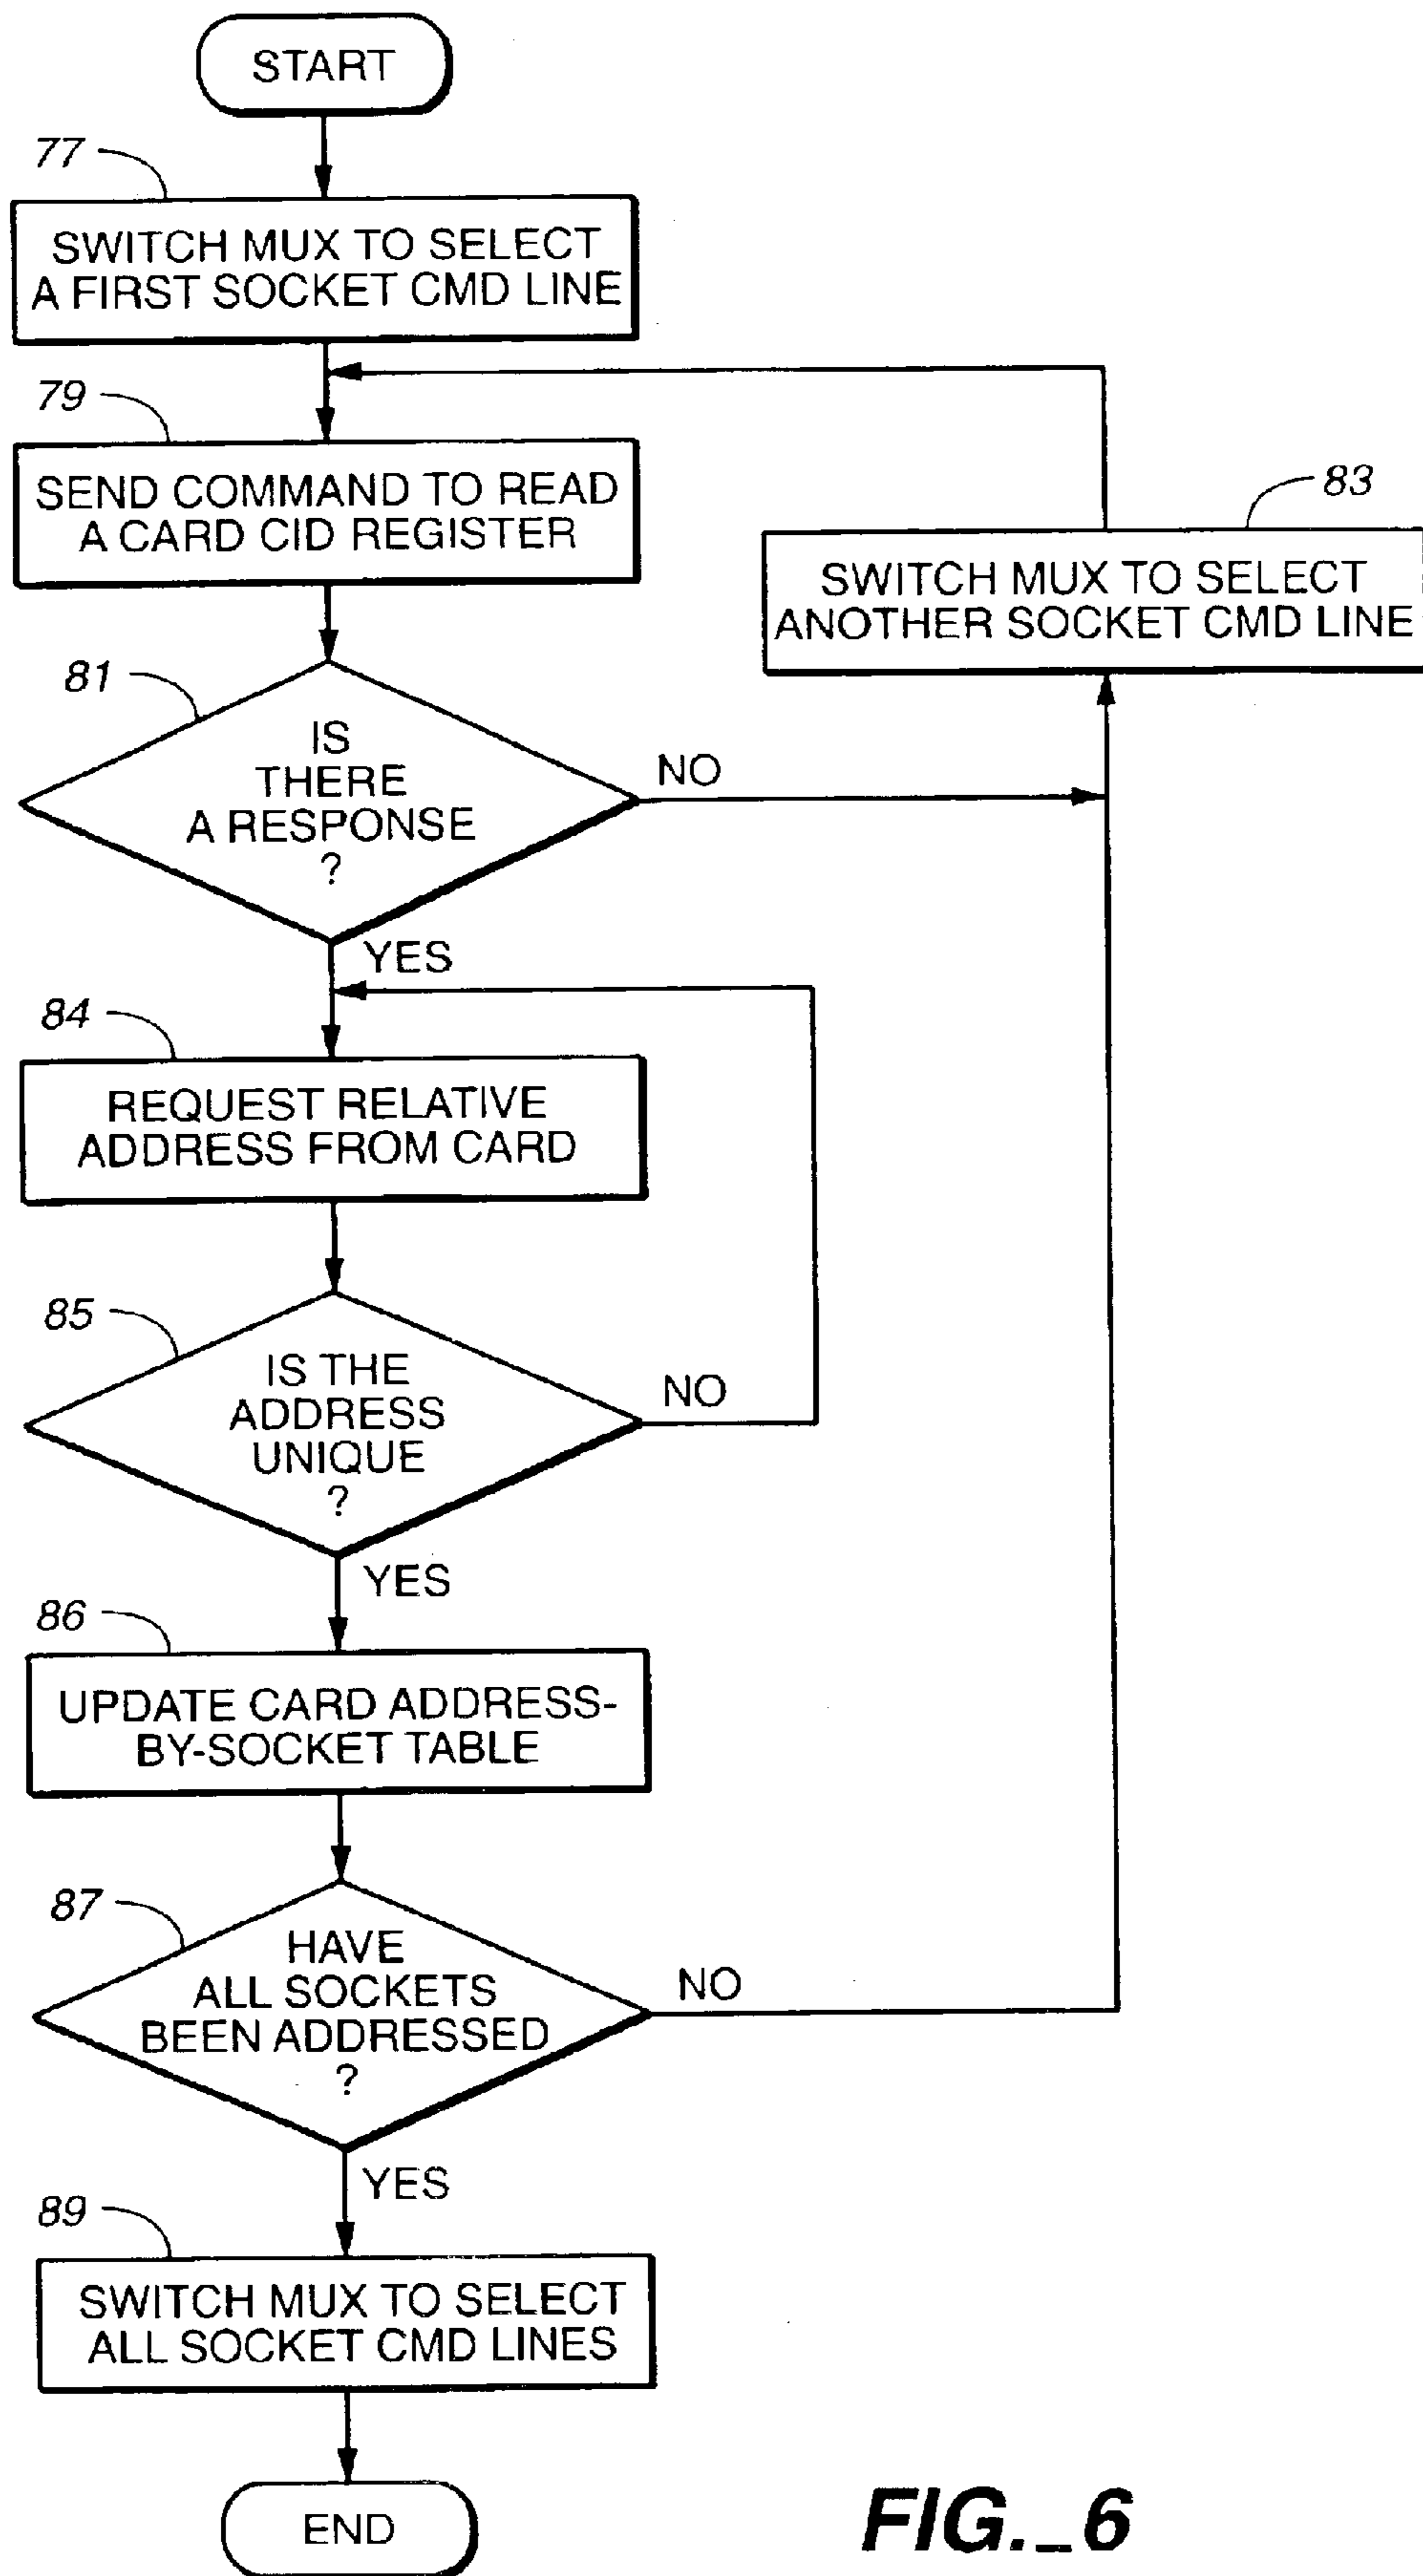 START
77
SWITCH MUX TO SELECT
A FIRST SOCKET CMD LINE
79
SEND COMMAND TO READ
A CARD CID REGISTER
83
SWITCH MUX TO SELECT
ANOTHER SOCKET CMD LINE
81
IS
THERE
A RESPONSE
?
NO
YES
84
REQUEST RELATIVE
ADDRESS FROM CARD
85
IS THE
ADDRESS
UNIQUE
?
NO
YES
86
UPDATE CARD ADDRESS-
BY-SOCKET TABLE
87
HAVE
ALL SOCKETS
BEEN ADDRESSED
?
NO
YES
89
SWITCH MUX TO SELECT
ALL SOCKET CMD LINES
END
FIG._6